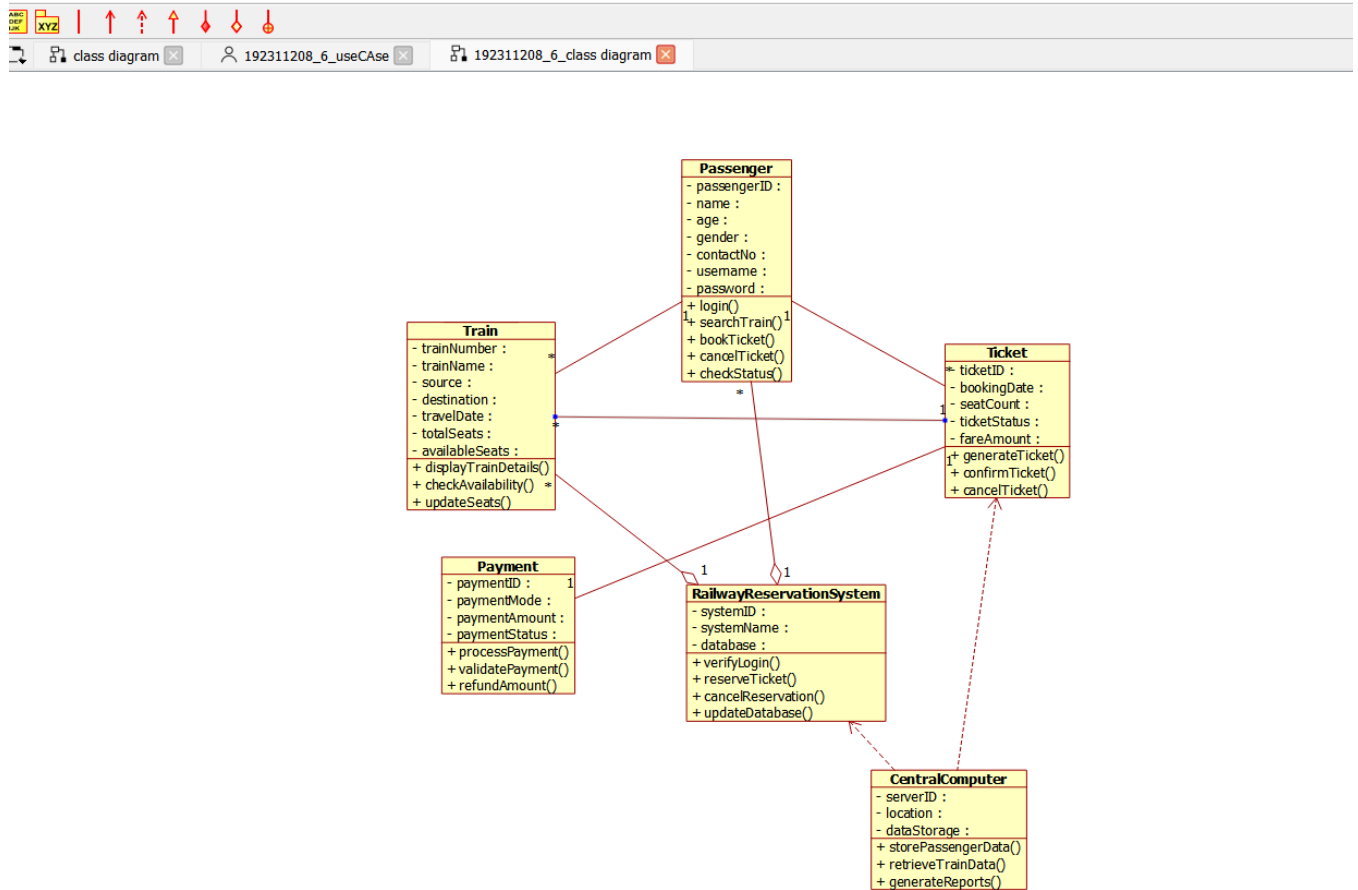 ABC
DEF
IJK
XYZ
class diagram
192311208_6_useCAse
192311208_6_class diagram
Passenger
- passengerID :
- name :
- age :
- gender :
- contactNo :
- username :
- password :
+ login()
+ searchTrain()
+ bookTicket()
+ cancelTicket()
+ checkStatus()
1
1
*
Train
- trainNumber :
- trainName :
- source :
- destination :
- travelDate :
- totalSeats :
- availableSeats :
+ displayTrainDetails()
+ checkAvailability()
+ updateSeats()
*
*
*
Ticket
- ticketID :
- bookingDate :
- seatCount :
- ticketStatus :
- fareAmount :
+ generateTicket()
+ confirmTicket()
+ cancelTicket()
*
1
1
Payment
- paymentID :
- paymentMode :
- paymentAmount :
- paymentStatus :
+ processPayment()
+ validatePayment()
+ refundAmount()
1
1
1
RailwayReservationSystem
- systemID :
- systemName :
- database :
+ verifyLogin()
+ reserveTicket()
+ cancelReservation()
+ updateDatabase()
CentralComputer
- serverID :
- location :
- dataStorage :
+ storePassengerData()
+ retrieveTrainData()
+ generateReports()